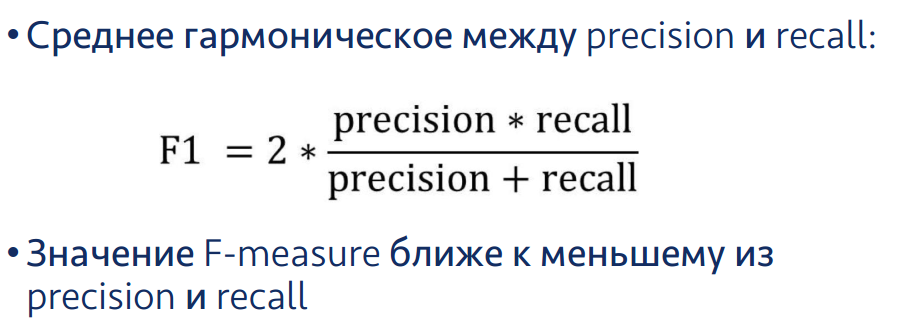 • Среднее гармоническое между precision и recall:
F1 = 2 * precision * recall
precision + recall
• Значение F-measure ближе к меньшему из
precision и recall